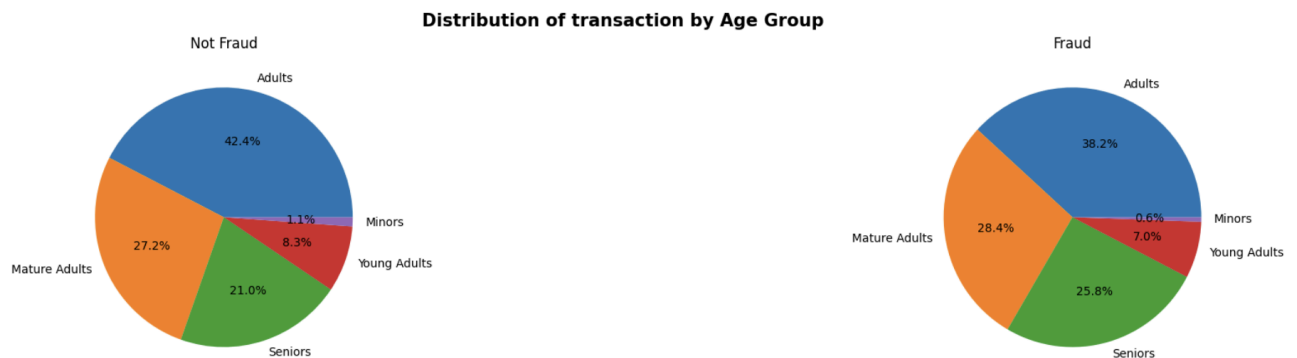 Distribution of transaction by Age Group
Not Fraud
Adults
42.4%
1.1%
Minors
8.3%
27.2%
Young Adults
Mature Adults
21.0%
Seniors
Fraud
Adults
38.2%
0.6%
Minors
28.4%
7.0%
Mature Adults
Young Adults
25.8%
Seniors